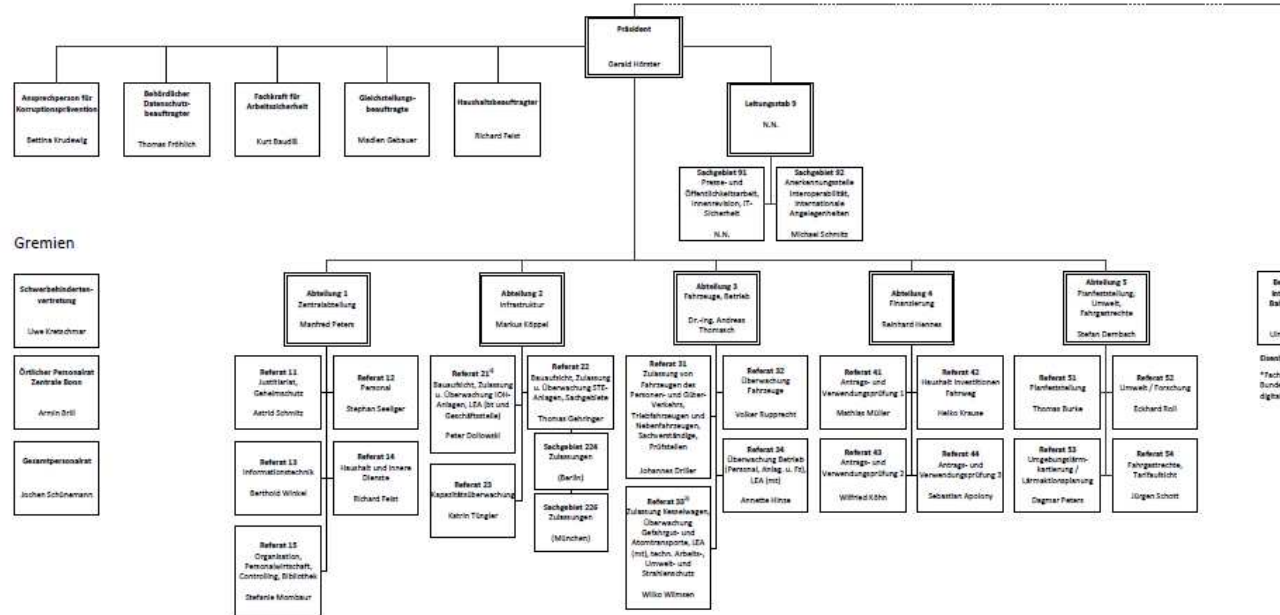 Präsident
Gerald Hörster
Ansprechperson für
Korruptionsprävention
Bettina Krudewig
Behördlicher
Datenschutz-
beauftragter
Thomas Fröhlich
Fachkraft für
Arbeitssicherheit
Kurt Baudiß
Gleichstellungs-
beauftragte
Madlen Gebauer
Haushaltsbeauftragter
Richard Feist
Leitungsstab 9
N.N.
Sachgebiet 91
Presse- und
Öffentlichkeitsarbeit,
Innenrevision, IT-
Sicherheit
N.N.
Sachgebiet 92
Anerkennungsstelle
Interoperabilität,
Internationale
Angelegenheiten
Michael Schmitz
Gremien
Schwerbehinderten-
vertretung
Uwe Kretschmar
Örtlicher Personalrat
Zentrale Bonn
Armin Brill
Gesamtpersonalrat
Jochen Schünemann
Abteilung 1
Zentralabteilung
Manfred Peters
Referat 11
Justitiariat,
Geheimschutz
Astrid Schmitz
Referat 12
Personal
Stephan Seeliger
Referat 13
Informationstechnik
Berthold Winkel
Referat 14
Haushalt und Innere
Dienste
Richard Feist
Referat 15
Organisation,
Personalwirtschaft,
Controlling, Bibliothek
Stefanie Mombaur
Abteilung 2
Infrastruktur
Markus Köppel
Referat 21
Bauaufsicht, Zulassung
u. Überwachung IOH-
Anlagen, LEA (bt und
Geschäftsstelle)
Peter Dollowski
Referat 22
Bauaufsicht, Zulassung
u. Überwachung STE-
Anlagen, Sachgebiete
Thomas Gehringer
Sachgebiet 224
Zulassungen
(Berlin)
Referat 23
Kapazitätsüberwachung
Katrin Tüngler
Sachgebiet 226
Zulassungen
(München)
Abteilung 3
Fahrzeuge, Betrieb
Dr.-Ing. Andreas
Thomasch
Referat 31
Zulassung von
Fahrzeugen des
Personen- und Güter-
Verkehrs,
Triebfahrzeugen und
Nebenfahrzeugen,
Sachverständige,
Prüfstellen
Johannes Driller
Referat 32
Überwachung
Fahrzeuge
Volker Rupprecht
Referat 34
Überwachung Betrieb
(Personal, Anlag. u. Fz),
LEA (mt)
Annette Hinse
Referat 33
Zulassung Kesselwagen,
Überwachung
Gefahrgut- und
Atomtransporte, LEA
(mt), techn. Arbeits-,
Umwelt- und
Strahlenschutz
Wilko Wilmsen
Abteilung 4
Finanzierung
Reinhard Hennes
Referat 41
Antrags- und
Verwendungsprüfung 1
Mathias Müller
Referat 42
Haushalt Investitionen
Fahrweg
Heiko Krause
Referat 43
Antrags- und
Verwendungsprüfung 2
Wilfried Köhn
Referat 44
Antrags- und
Verwendungsprüfung 3
Sebastian Apolony
Abteilung 5
Planfeststellung,
Umwelt,
Fahrgastrechte
Stefan Dernbach
Referat 51
Planfeststellung
Thomas Burke
Referat 52
Umwelt / Forschung
Eckhard Roll
Referat 53
Umgebungslärm-
kartierung /
Lärmaktionsplanung
Dagmar Peters
Referat 54
Fahrgastrechte,
Tarifaufsicht
Jürgen Schott